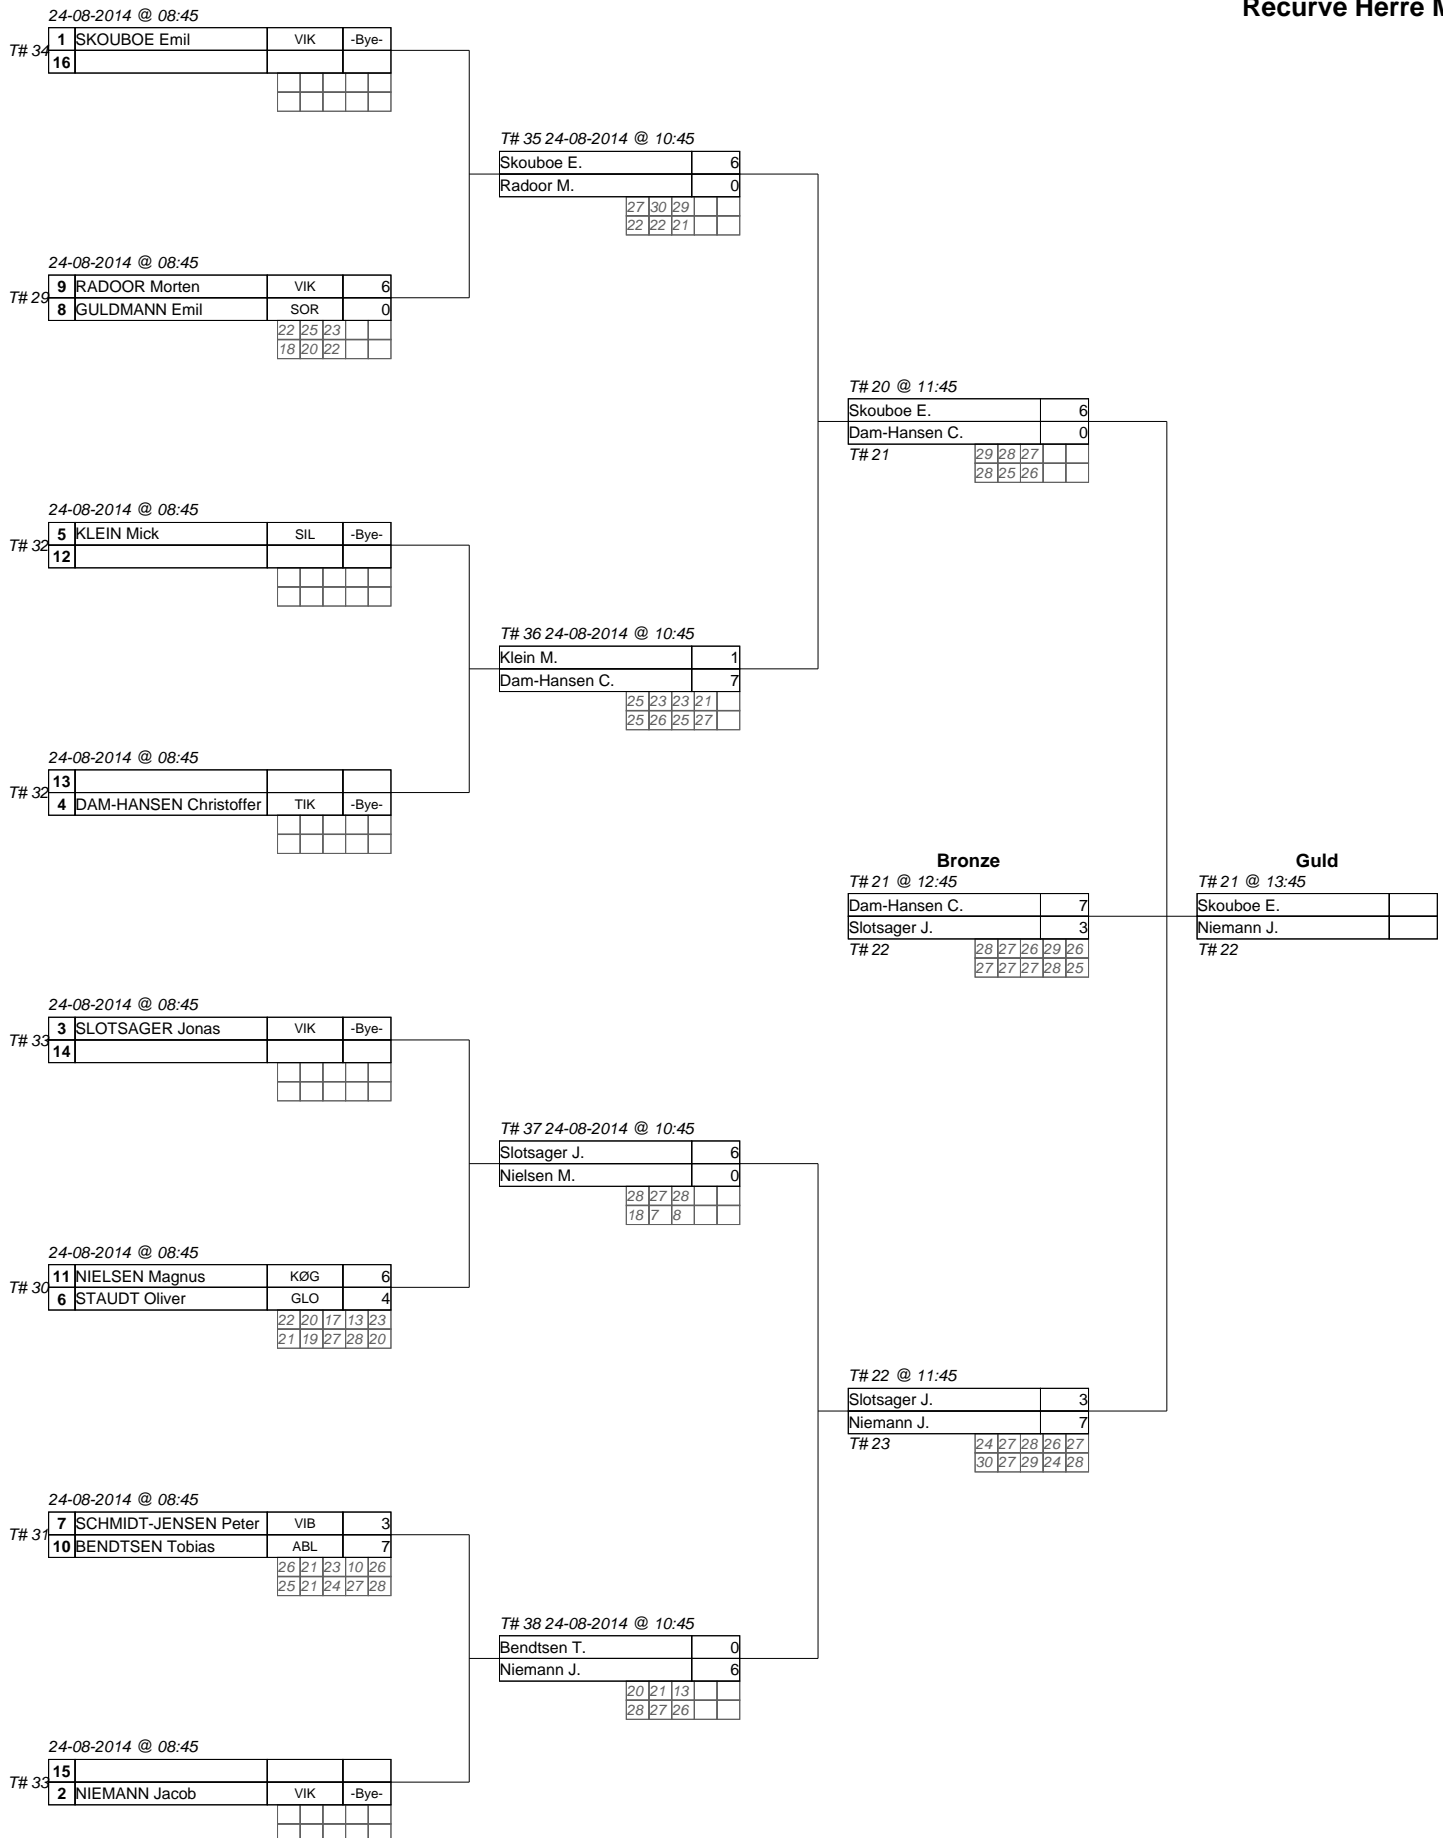 Recurve Herre M
24-08-2014 @ 08:45
T# 34
1 SKOUBOE Emil VIK -Bye-
16
T# 35 24-08-2014 @ 10:45
Skouboe E. 6
Radoor M. 0
27 30 29
22 22 21
24-08-2014 @ 08:45
T# 29
9 RADOOR Morten VIK 6
8 GULDMANN Emil SOR 0
22 25 23
18 20 22
T# 20 @ 11:45
Skouboe E. 6
Dam-Hansen C. 0
T# 21
29 28 27
28 25 26
24-08-2014 @ 08:45
T# 32
5 KLEIN Mick SIL -Bye-
12
T# 36 24-08-2014 @ 10:45
Klein M. 1
Dam-Hansen C. 7
25 23 23 21
25 26 25 27
24-08-2014 @ 08:45
T# 32
13
4 DAM-HANSEN Christoffer TIK -Bye-
Bronze
T# 21 @ 12:45
Dam-Hansen C. 7
Slotsager J. 3
T# 22
28 27 26 29 26
27 27 27 28 25
Guld
T# 21 @ 13:45
Skouboe E.
Niemann J.
T# 22
24-08-2014 @ 08:45
T# 33
3 SLOTSAGER Jonas VIK -Bye-
14
T# 37 24-08-2014 @ 10:45
Slotsager J. 6
Nielsen M. 0
28 27 28
18 7 8
24-08-2014 @ 08:45
T# 30
11 NIELSEN Magnus KØG 6
6 STAUDT Oliver GLO 4
22 20 17 13 23
21 19 27 28 20
T# 22 @ 11:45
Slotsager J. 3
Niemann J. 7
T# 23
24 27 28 26 27
30 27 29 24 28
24-08-2014 @ 08:45
T# 31
7 SCHMIDT-JENSEN Peter VIB 3
10 BENDTSEN Tobias ABL 7
26 21 23 10 26
25 21 24 27 28
T# 38 24-08-2014 @ 10:45
Bendtsen T. 0
Niemann J. 6
20 21 13
28 27 26
24-08-2014 @ 08:45
T# 33
15
2 NIEMANN Jacob VIK -Bye-